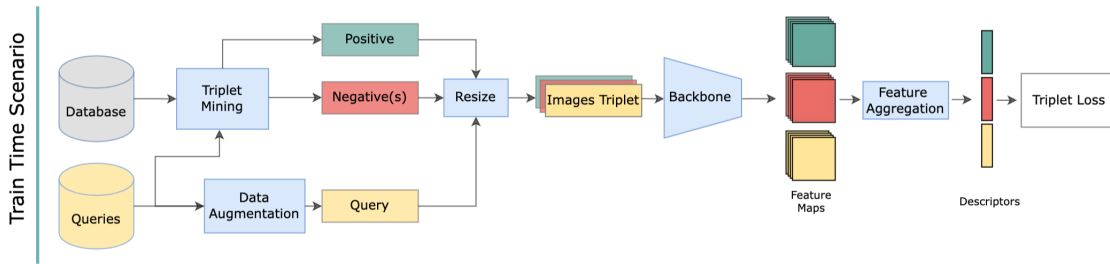 Train Time Scenario
Database
Queries
Triplet
Mining
Data
Augmentation
Positive
Negative(s)
Query
Resize
Images Triplet
Backbone
Feature
Maps
Feature
Aggregation
Descriptors
Triplet Loss